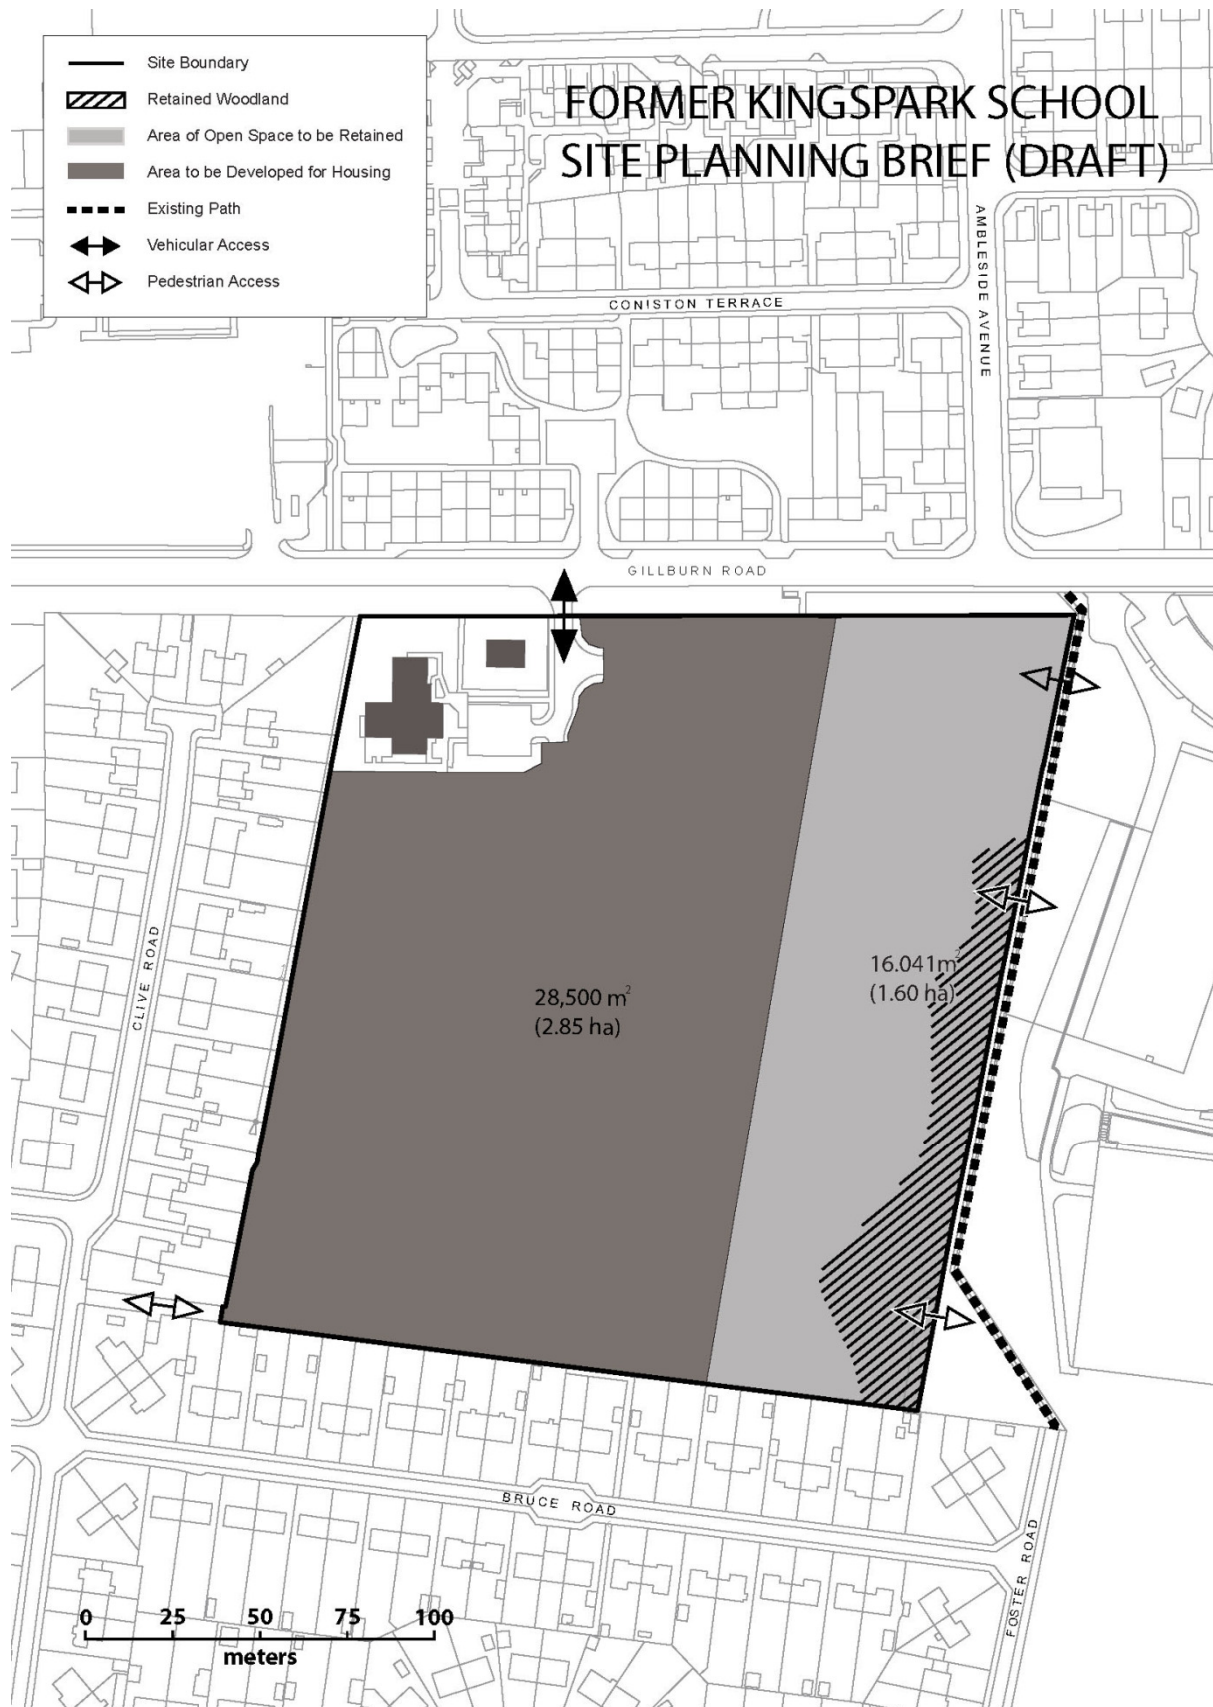 Site Boundary
Retained Woodland
Area of Open Space to be Retained
Area to be Developed for Housing
Existing Path
Vehicular Access
Pedestrian Access
FORMER KINGSPARK SCHOOL
SITE PLANNING BRIEF (DRAFT)
AMBLESIDE AVENUE
CONISTON TERRACE
GILLBURN ROAD
CLIVE ROAD
16.041m²
(1.60 ha)
28,500 m²
(2.85 ha)
BRUCE ROAD
FOSTER ROAD
0 25 50 75 100
meters